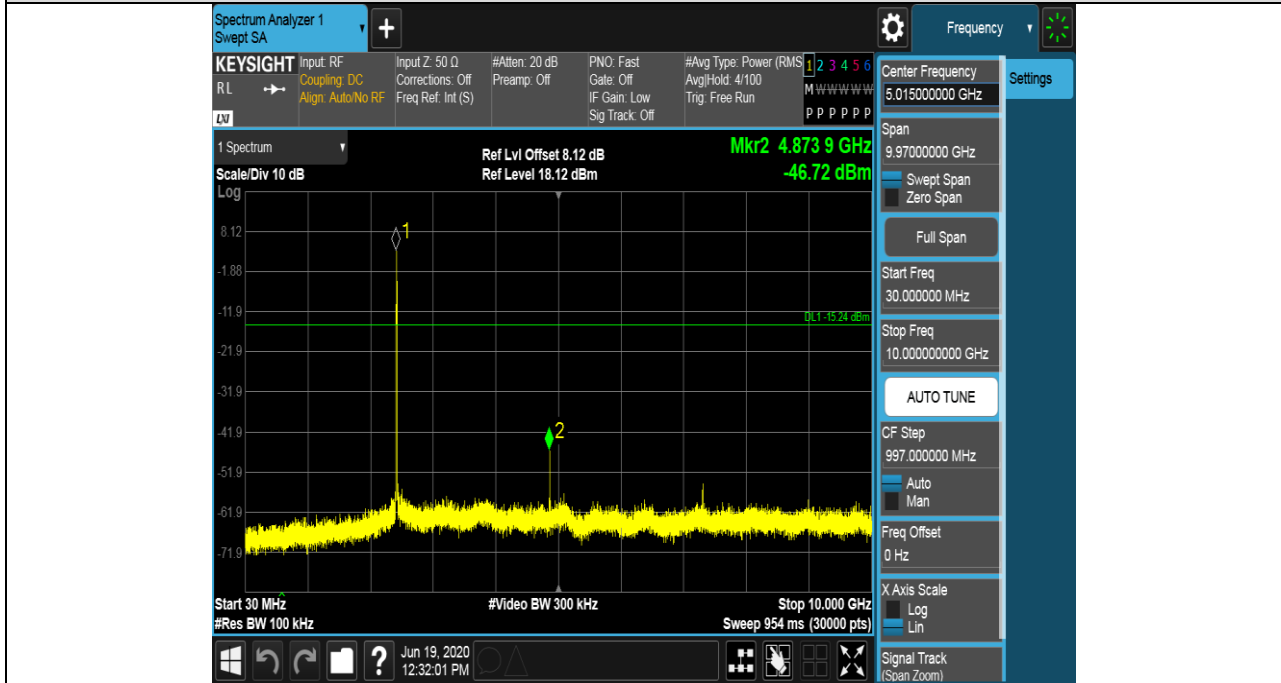 Spectrum Analyzer 1
Swept SA
+
Frequency
KEYSIGHT
RL
LXI
Input: RF
Coupling: DC
Align: Auto/No RF
Input Z: 50 Ω
Corrections: Off
Freq Ref: Int (S)
#Atten: 20 dB
Preamp: Off
PNO: Fast
Gate: Off
IF Gain: Low
Sig Track: Off
#Avg Type: Power (RMS
Avg|Hold: 4/100
Trig: Free Run
1 2 3 4 5 6
M W W W W W
P P P P P P
1 Spectrum
Scale/Div 10 dB
Ref Lvl Offset 8.12 dB
Ref Level 18.12 dBm
Mkr2 4.873 9 GHz
-46.72 dBm
Log
8.12
-1.88
-11.9
-21.9
-31.9
-41.9
-51.9
-61.9
-71.9
1
2
DL1 -15.24 dBm
Start 30 MHz
#Res BW 100 kHz
#Video BW 300 kHz
Stop 10.000 GHz
Sweep 954 ms (30000 pts)
?
Jun 19, 2020
12:32:01 PM
Center Frequency
5.015000000 GHz
Span
9.97000000 GHz
Swept Span
Zero Span
Full Span
Start Freq
30.000000 MHz
Stop Freq
10.000000000 GHz
AUTO TUNE
CF Step
997.000000 MHz
Auto
Man
Freq Offset
0 Hz
X Axis Scale
Log
Lin
Signal Track
(Span Zoom)
Settings